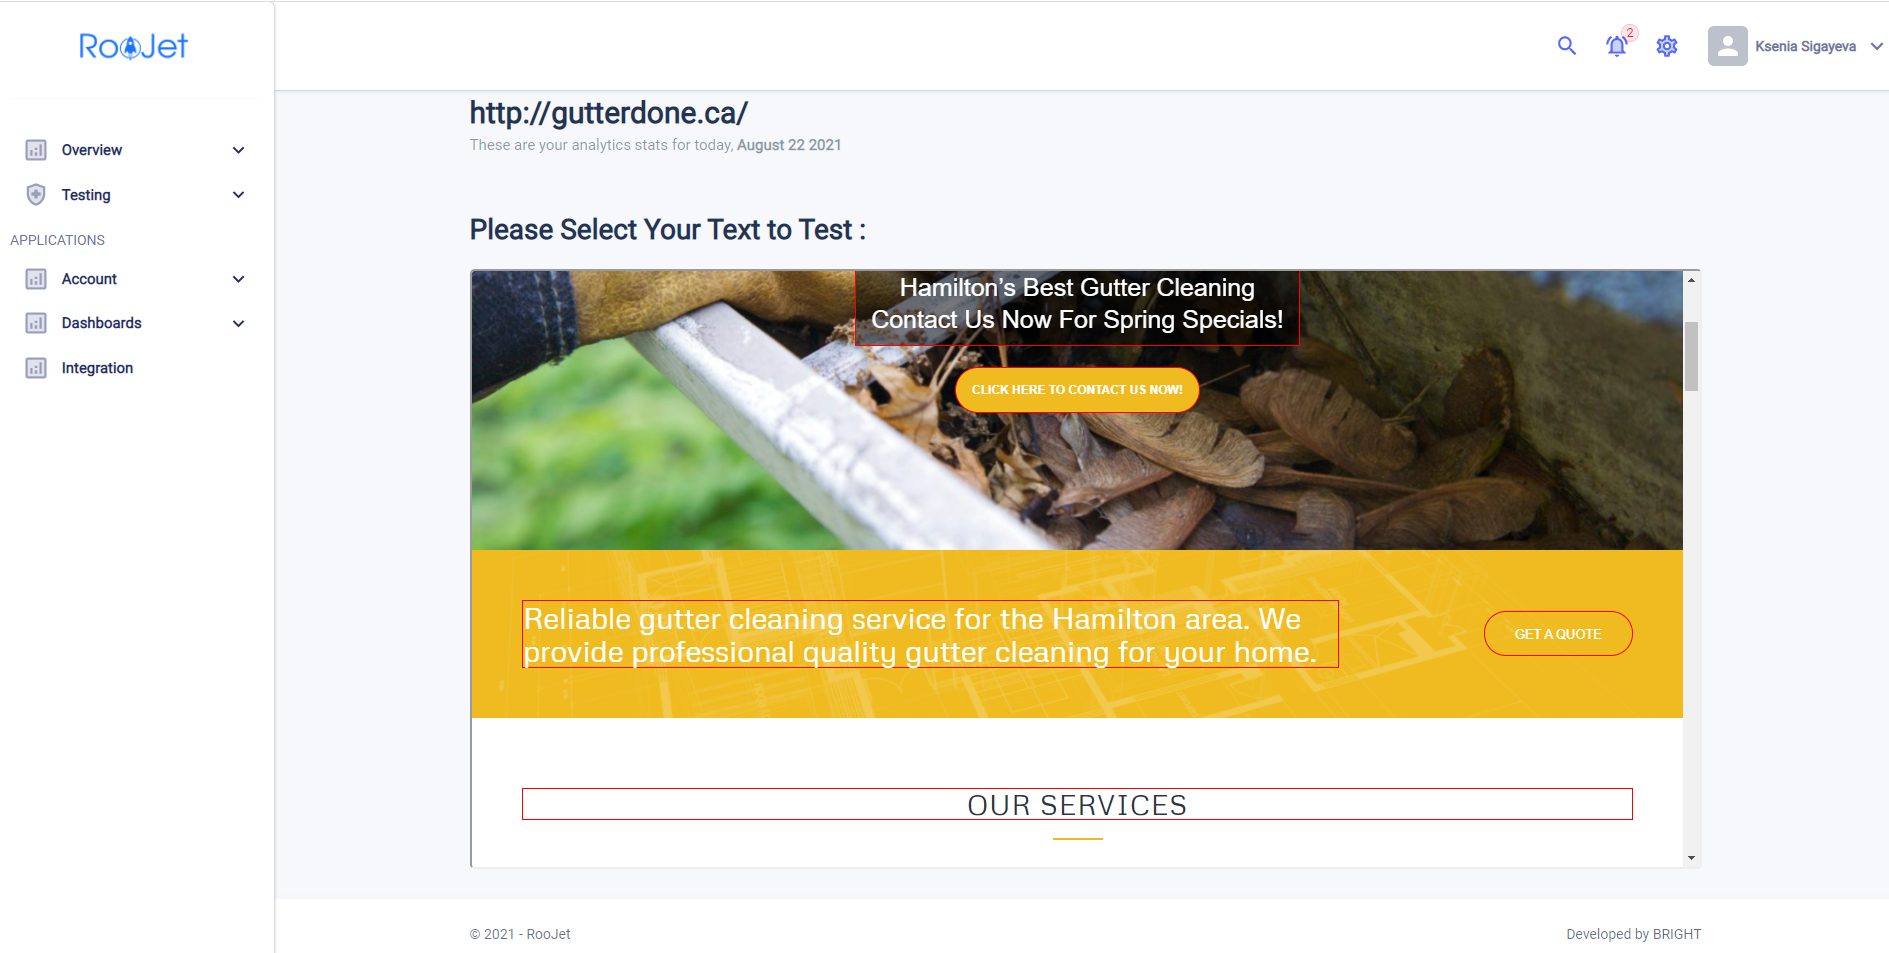 RooJet
2
Ksenia Sigayeva
Overview
Testing
APPLICATIONS
Account
Dashboards
Integration
http://gutterdone.ca/
These are your analytics stats for today, August 22 2021
Please Select Your Text to Test :
Hamilton’s Best Gutter Cleaning
Contact Us Now For Spring Specials!
CLICK HERE TO CONTACT US NOW!
Reliable gutter cleaning service for the Hamilton area. We
provide professional quality gutter cleaning for your home.
GET A QUOTE
OUR SERVICES
© 2021 - RooJet
Developed by BRIGHT